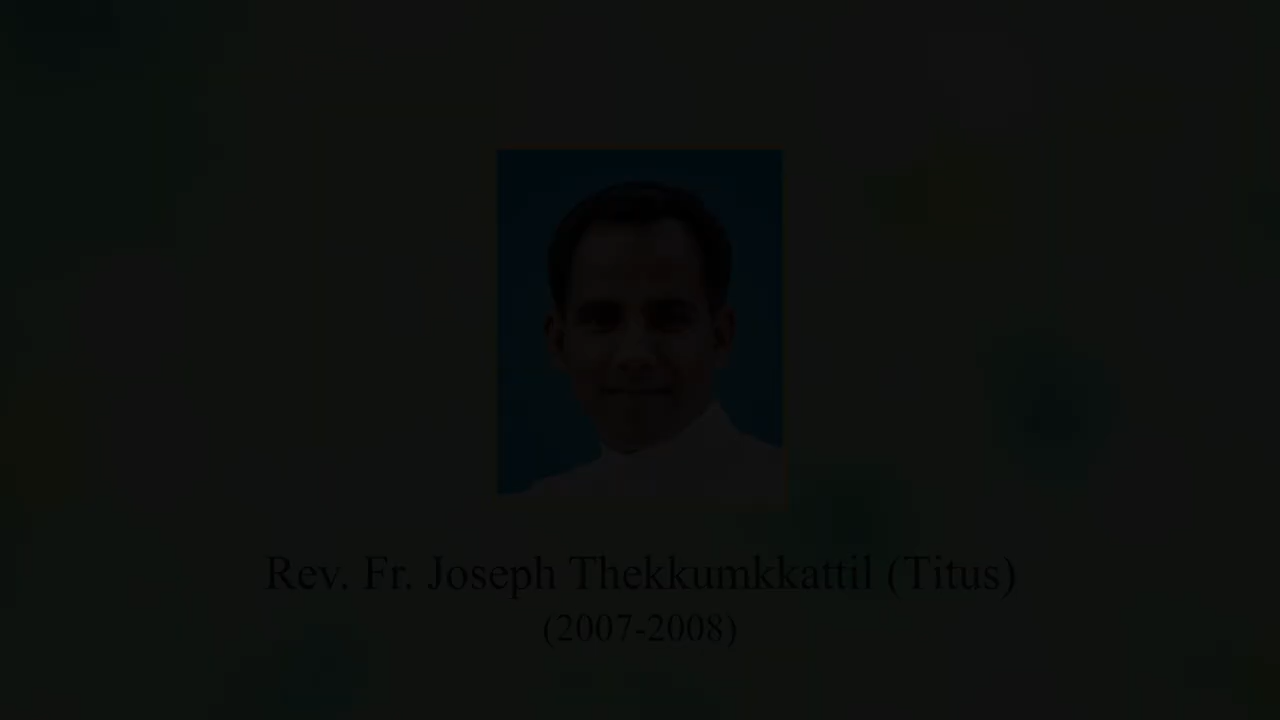 Rev. Fr. Joseph Thekkumkkattil (Titus)
(2007-2008)